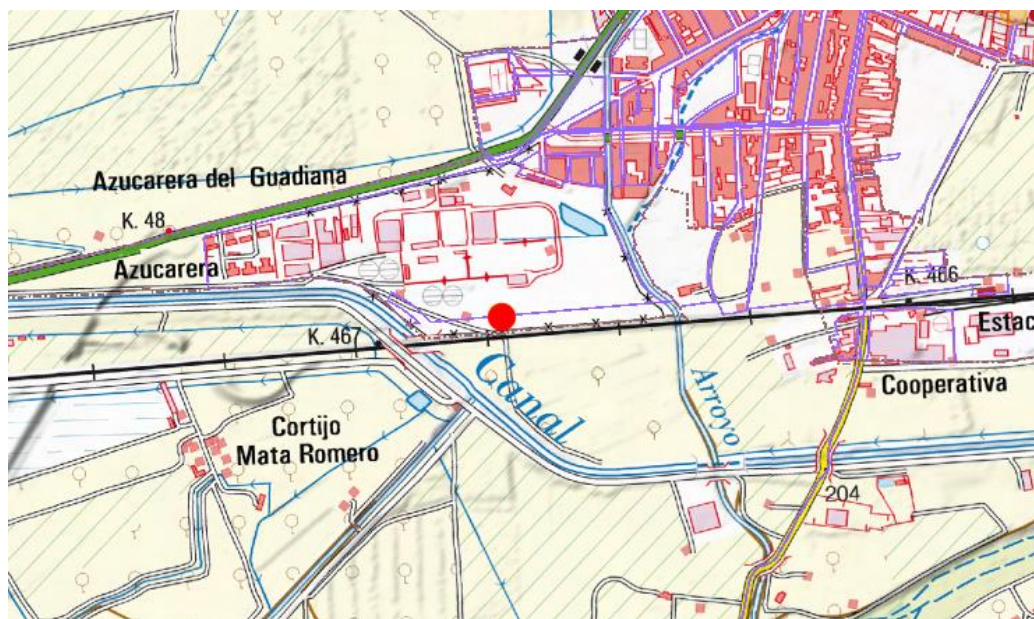 Azucarera del Guadiana
K. 48
Azucarera
K. 466
Estac
K. 467
Canal
Arroyo
Cooperativa
Cortijo
Mata Romero
204